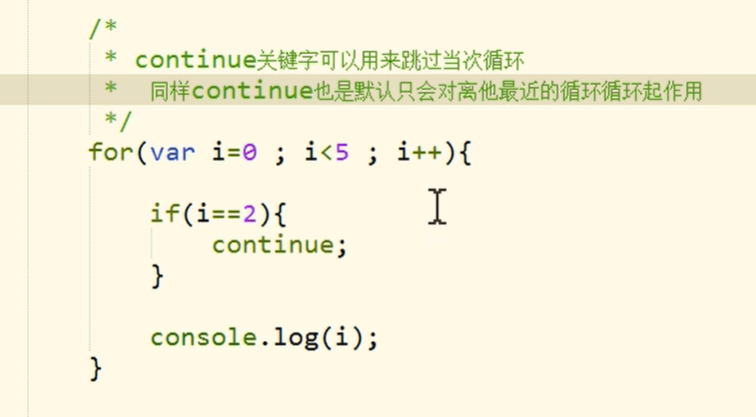 /*
 * continue关键字可以用来跳过当次循环
 *  同样continue也是默认只会对离他最近的循环循环起作用
 */
for(var i=0 ; i<5 ; i++){
if(i==2){
continue;
}
console.log(i);
}